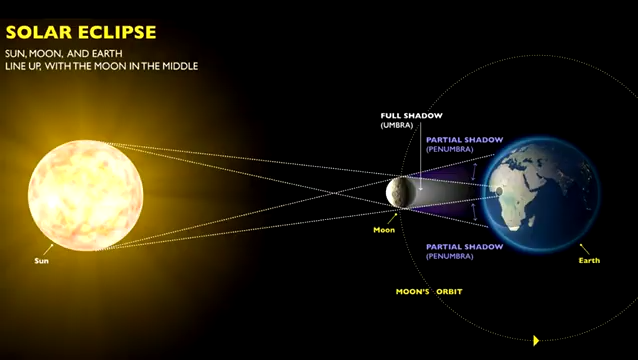 SOLAR ECLIPSE
SUN, MOON, AND EARTH
LINE UP, WITH THE MOON IN THE MIDDLE
FULL SHADOW
(UMBRA)
PARTIAL SHADOW
(PENUMBRA)
Moon
PARTIAL SHADOW
(PENUMBRA)
Sun
Earth
MOON'S ORBIT